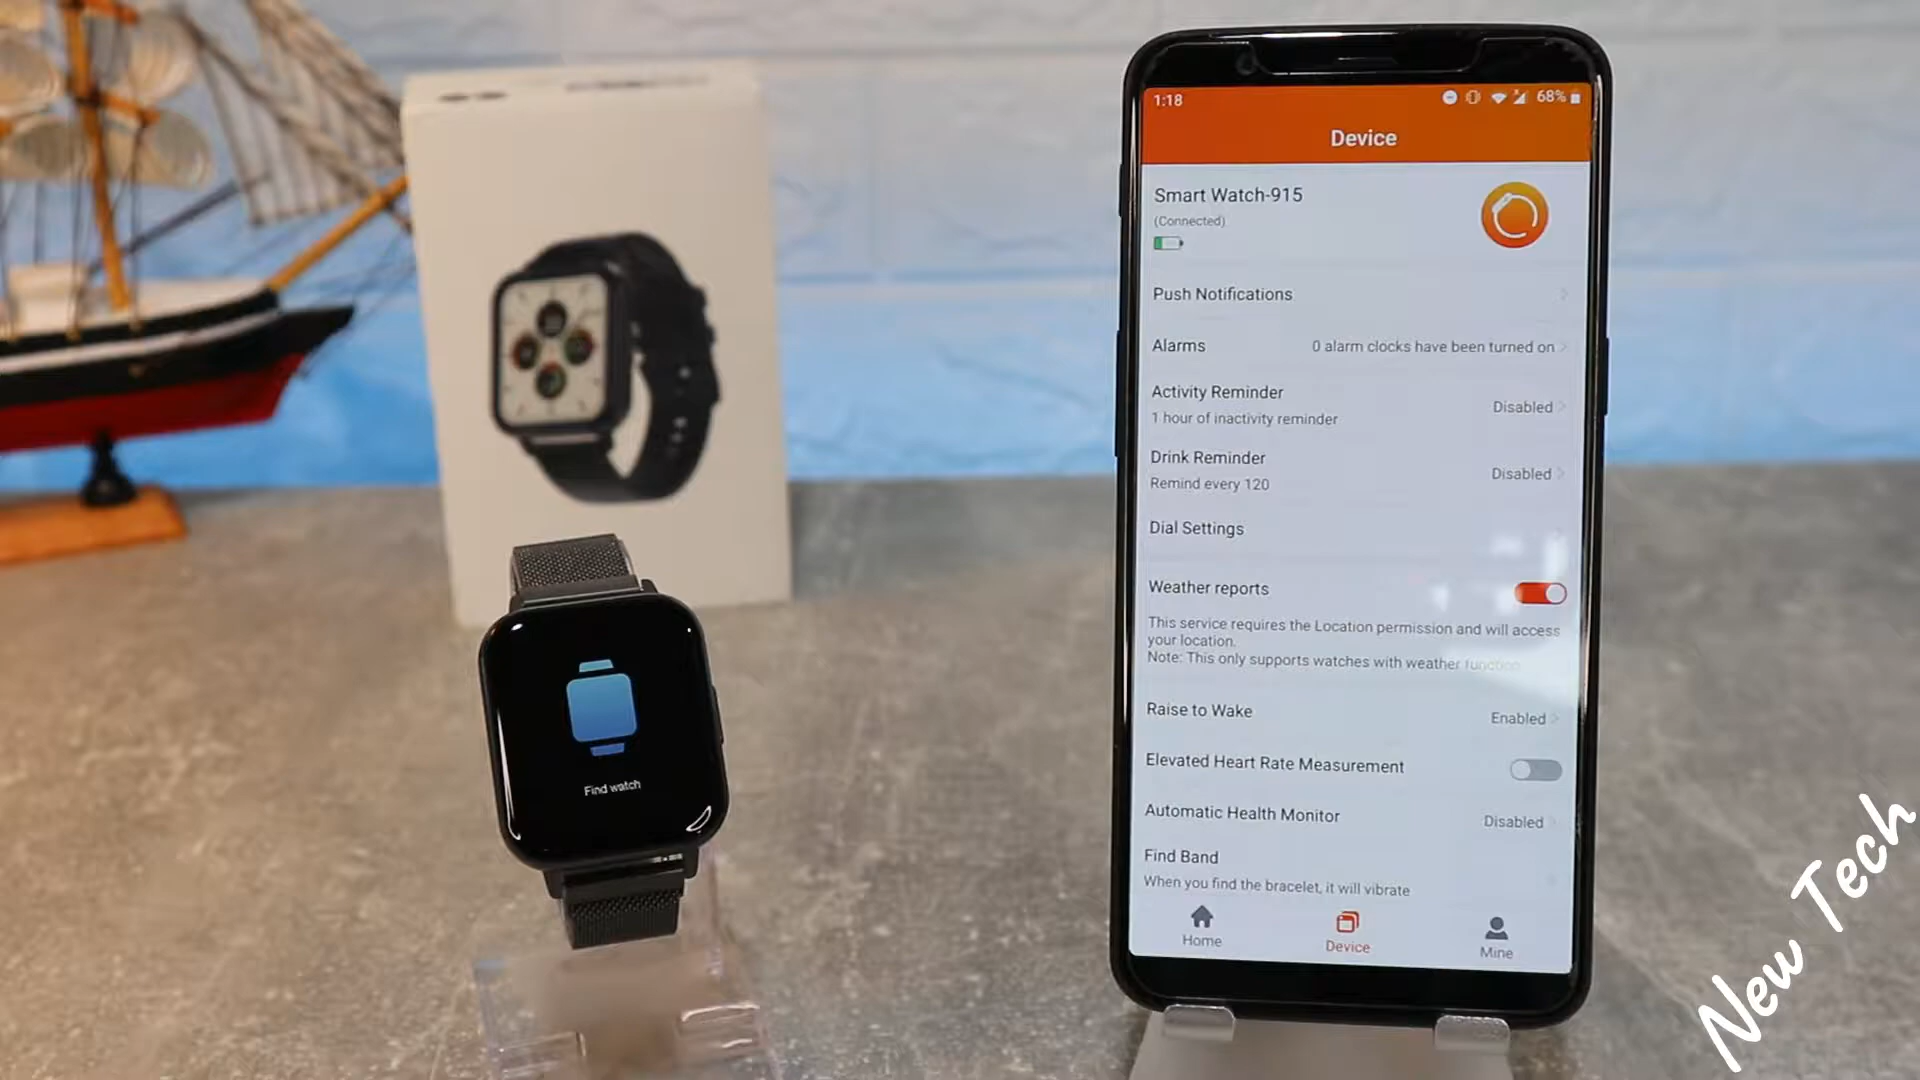 1:18
68%
Device
Smart Watch-915
(Connected)
Push Notifications
Alarms
0 alarm clocks have been turned on
Activity Reminder
1 hour of inactivity reminder
Disabled
Drink Reminder
Remind every 120
Disabled
Dial Settings
Weather reports
This service requires the Location permission and will access
your location.
Note: This only supports watches with weather function
Raise to Wake
Enabled
Elevated Heart Rate Measurement
Automatic Health Monitor
Disabled
Find Band
When you find the bracelet, it will vibrate
Home
Device
Mine
Find watch
New Tech